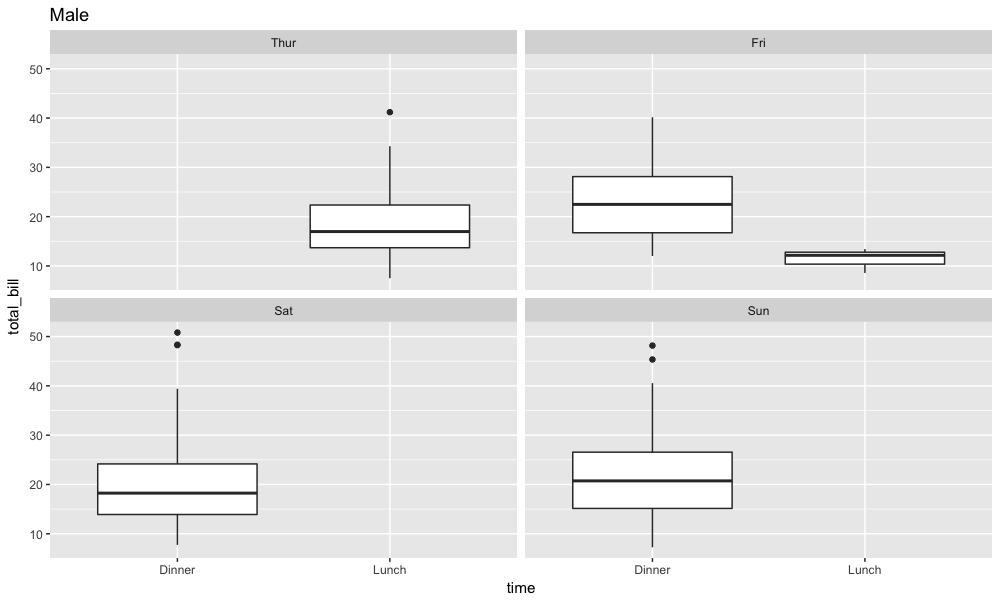 Male
Thur
Fri
50
40
30
20
10
total_bill
Sat
Sun
50
40
30
20
10
Dinner
Lunch
Dinner
Lunch
time